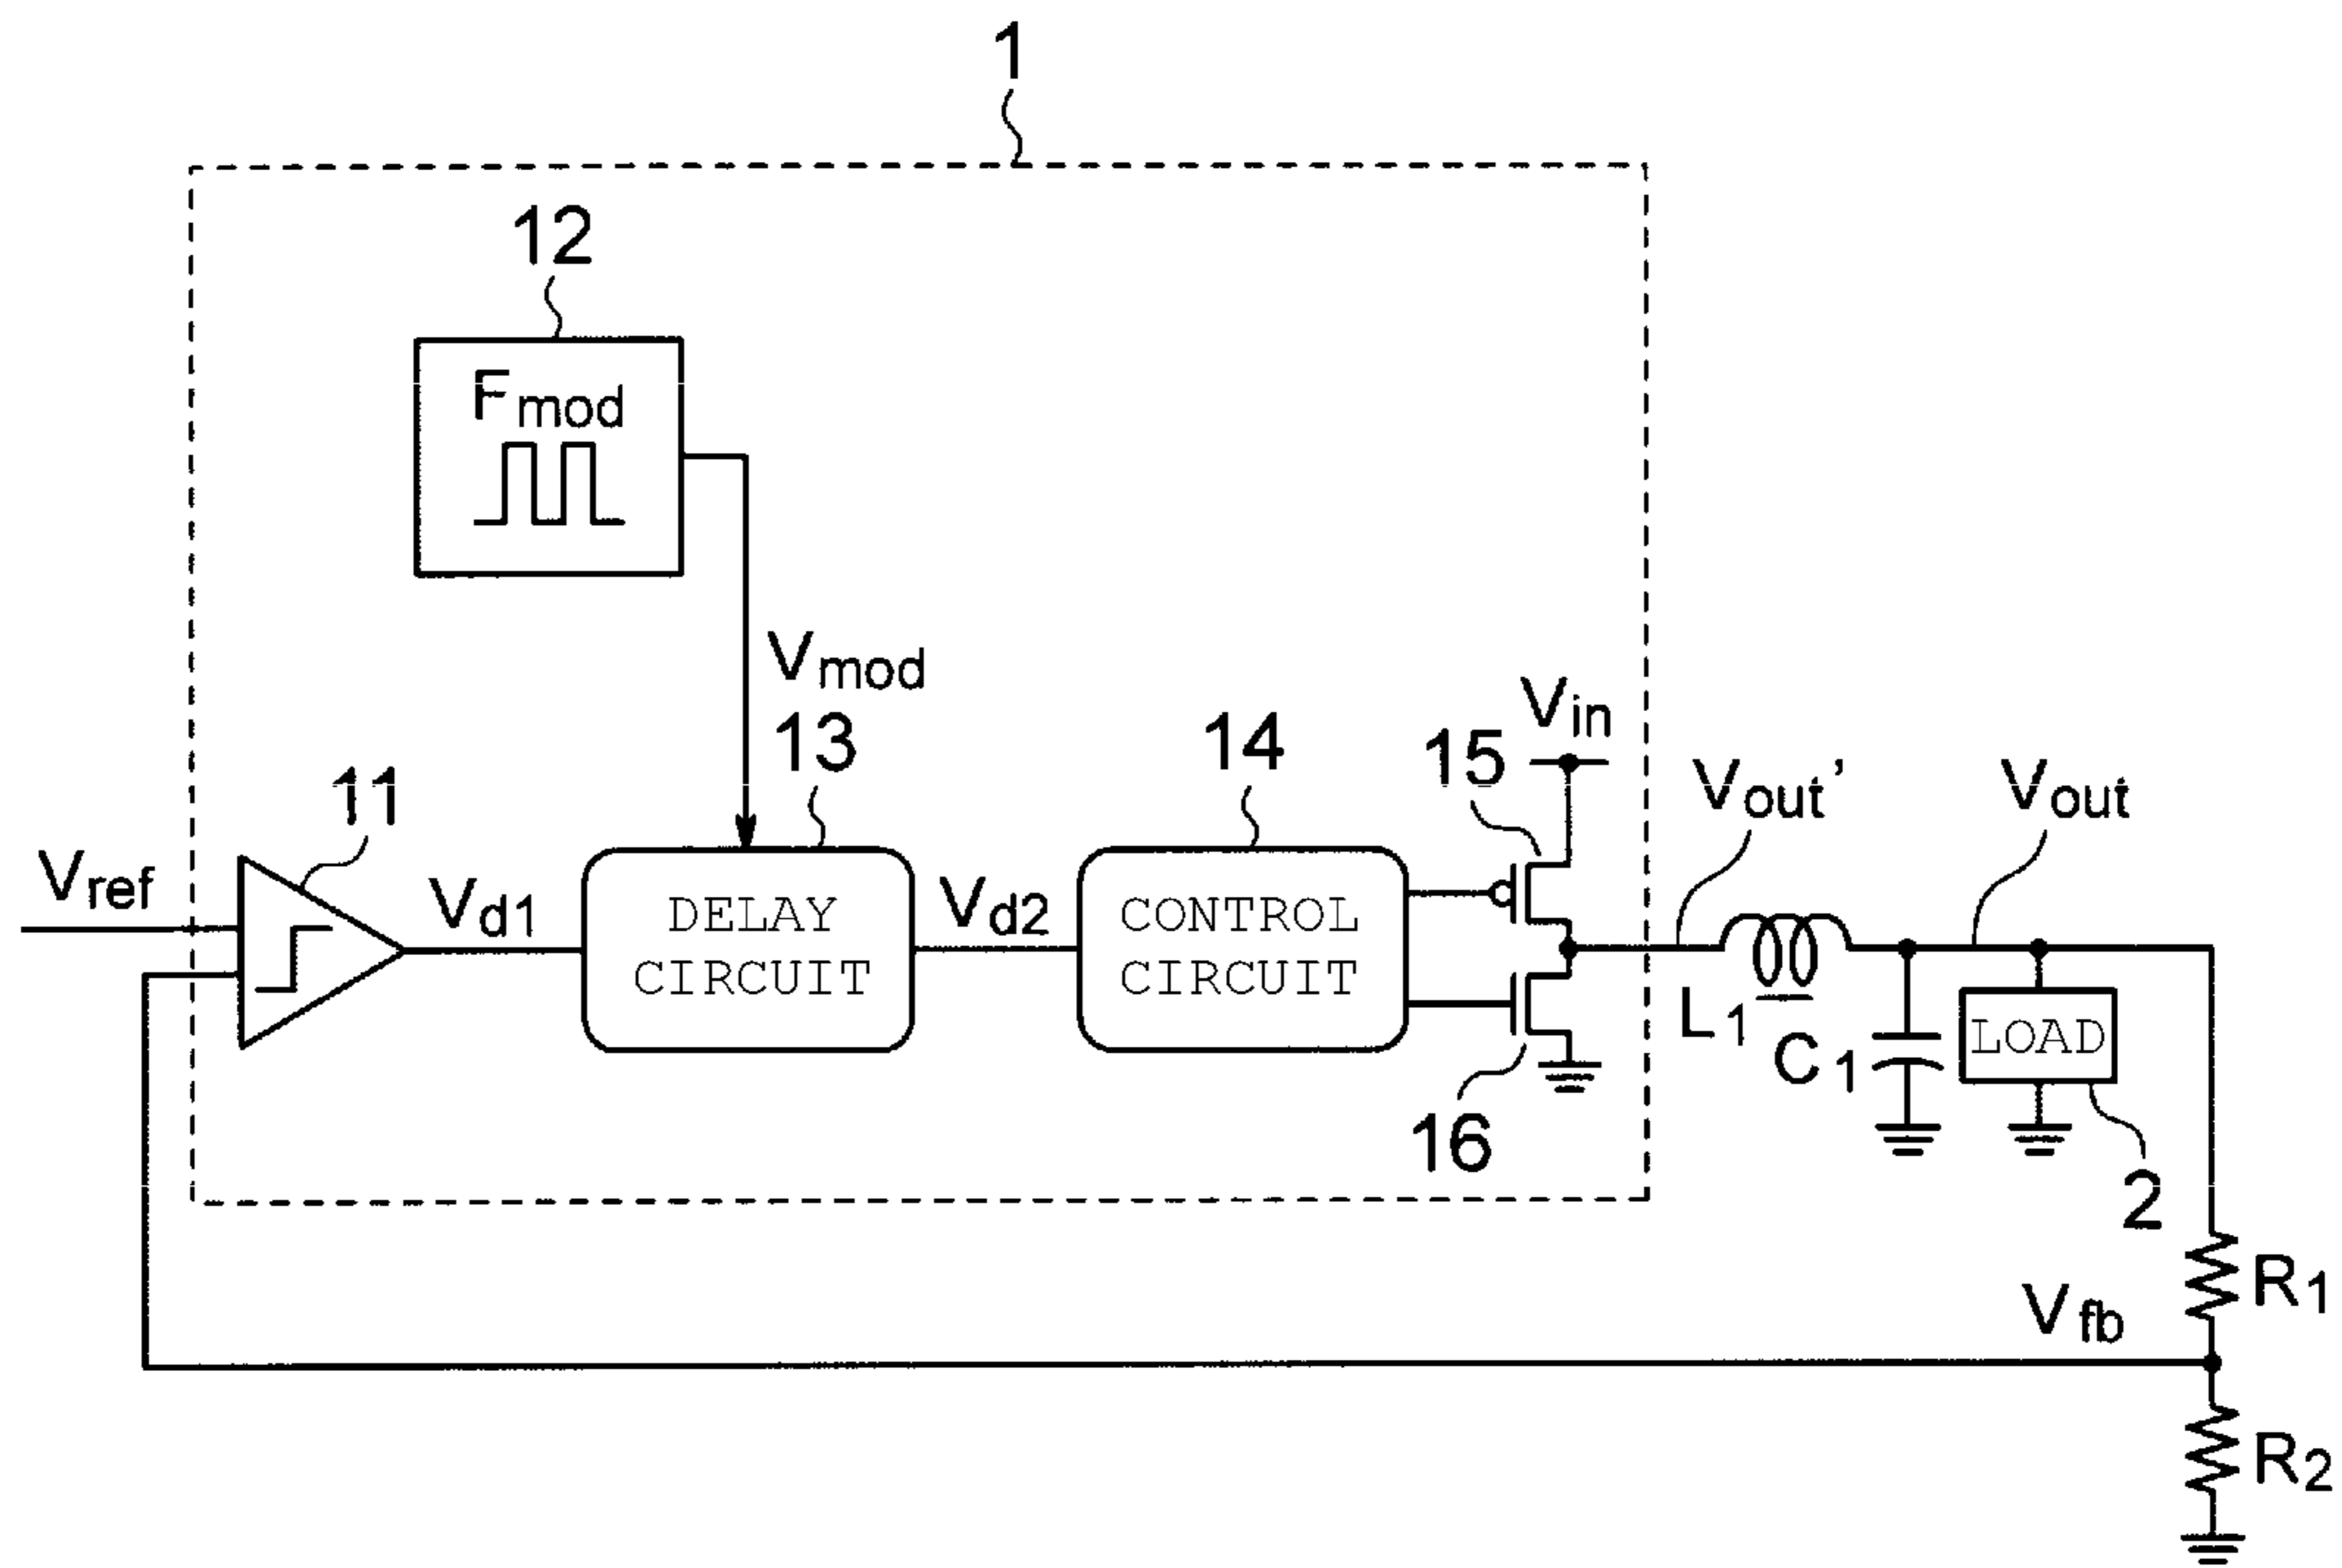 1
12
Fmod
Vmod
13
14
15
Vin
Vout'
Vout
11
Vref
Vd1
DELAY
CIRCUIT
Vd2
CONTROL
CIRCUIT
L1
C1
LOAD
16
2
R1
Vfb
R2